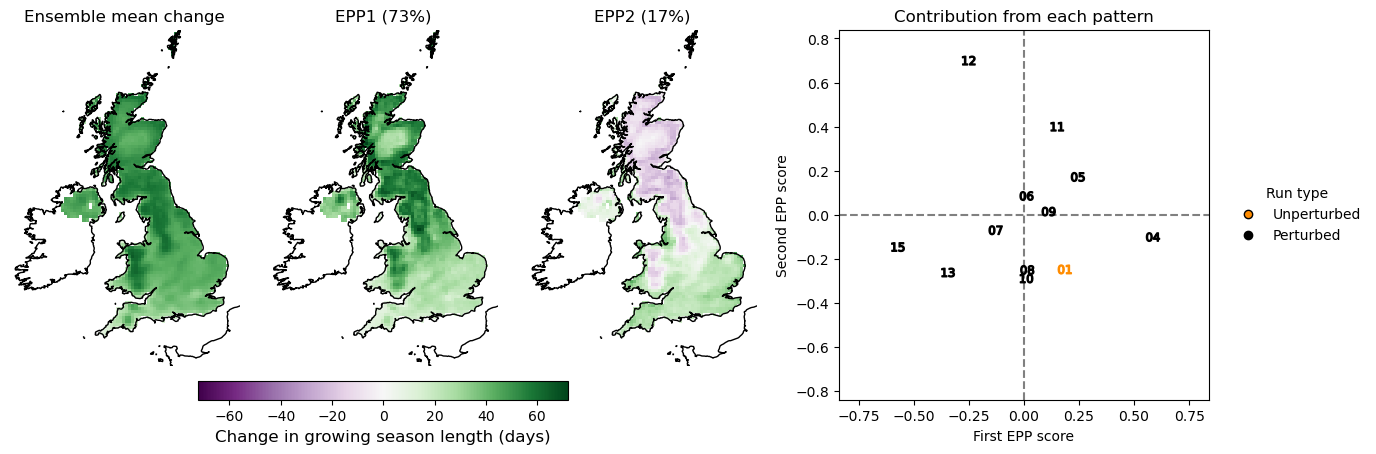 Ensemble mean change
EPP1 (73%)
EPP2 (17%)
−60 −40 −20 0 20 40 60
Change in growing season length (days)
Contribution from each pattern
Second EPP score
0.8
0.6
0.4
0.2
0.0
−0.2
−0.4
−0.6
−0.8
12
11
05
06
09
07
04
15
13
08
01
10
−0.75 −0.50 −0.25 0.00 0.25 0.50 0.75
First EPP score
Run type
Unperturbed
Perturbed